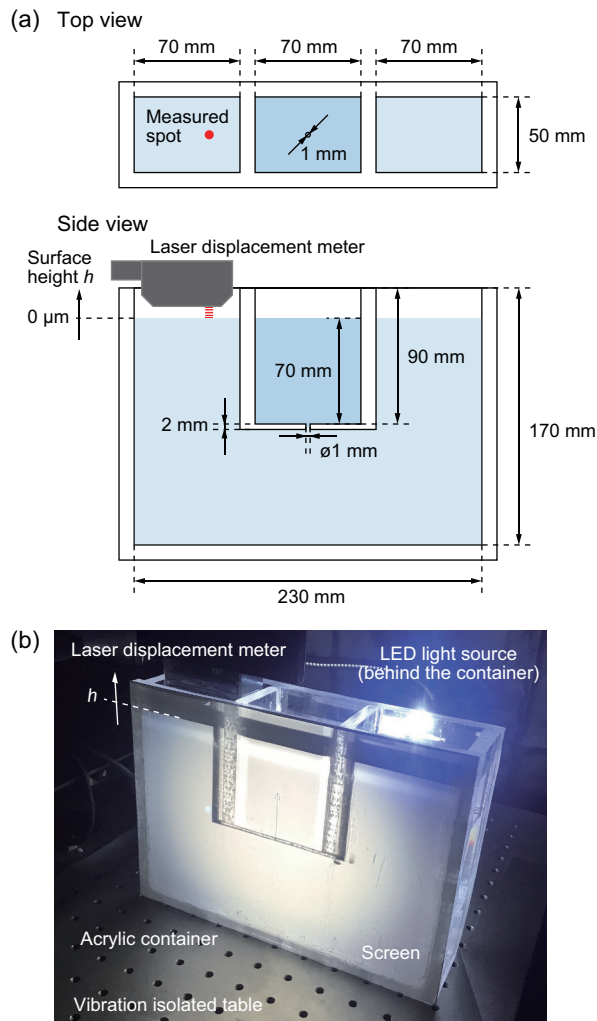 (a) Top view
70 mm 70 mm 70 mm
Measured
spot
1 mm
50 mm
Side view
Laser displacement meter
Surface
height h
0 μm
70 mm
90 mm
2 mm
ø1 mm
170 mm
230 mm
(b)
Laser displacement meter
LED light source
(behind the container)
h
Acrylic container
Screen
Vibration isolated table